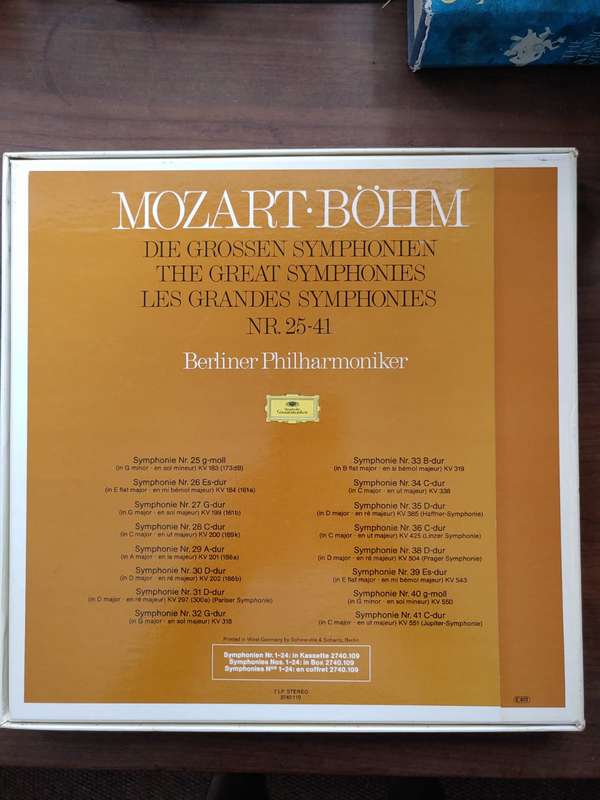 MOZART·BÖHM
DIE GROSSEN SYMPHONIEN
THE GREAT SYMPHONIES
LES GRANDES SYMPHONIES
NR. 25-41
Berliner Philharmoniker
Deutsche
Grammophon
Symphonie Nr. 25 g-moll
(in G minor · en sol mineur) KV 183 (173dB)
Symphonie Nr. 26 Es-dur
(in E flat major · en mi bémol majeur) KV 184 (161a)
Symphonie Nr. 27 G-dur
(in G major · en sol majeur) KV 199 (161b)
Symphonie Nr. 28 C-dur
(in C major · en ut majeur) KV 200 (189k)
Symphonie Nr. 29 A-dur
(in A major · en la majeur) KV 201 (186a)
Symphonie Nr. 30 D-dur
(in D major · en ré majeur) KV 202 (186b)
Symphonie Nr. 31 D-dur
(in D major · en ré majeur) KV 297 (300a) (Pariser Symphonie)
Symphonie Nr. 32 G-dur
(in G major · en sol majeur) KV 318
Symphonie Nr. 33 B-dur
(in B flat major · en si bémol majeur) KV 319
Symphonie Nr. 34 C-dur
(in C major · en ut majeur) KV 338
Symphonie Nr. 35 D-dur
(in D major · en ré majeur) KV 385 (Haffner-Symphonie)
Symphonie Nr. 36 C-dur
(in C major · en ut majeur) KV 425 (Linzer Symphonie)
Symphonie Nr. 38 D-dur
(in D major · en ré majeur) KV 504 (Prager Symphonie)
Symphonie Nr. 39 Es-dur
(in E flat major · en mi bémol majeur) KV 543
Symphonie Nr. 40 g-moll
(in G minor · en sol mineur) KV 550
Symphonie Nr. 41 C-dur
(in C major · en ut majeur) KV 551 (Jupiter-Symphonie)
Printed in West Germany by
Berlin
Symphonien Nr. 1-24: in Kassette 2740.109
Symphonies Nos. 1-24: in Box 2740.109
Symphonies Nos 1-24: en coffret 2740.109
7 LP STEREO
2740 110